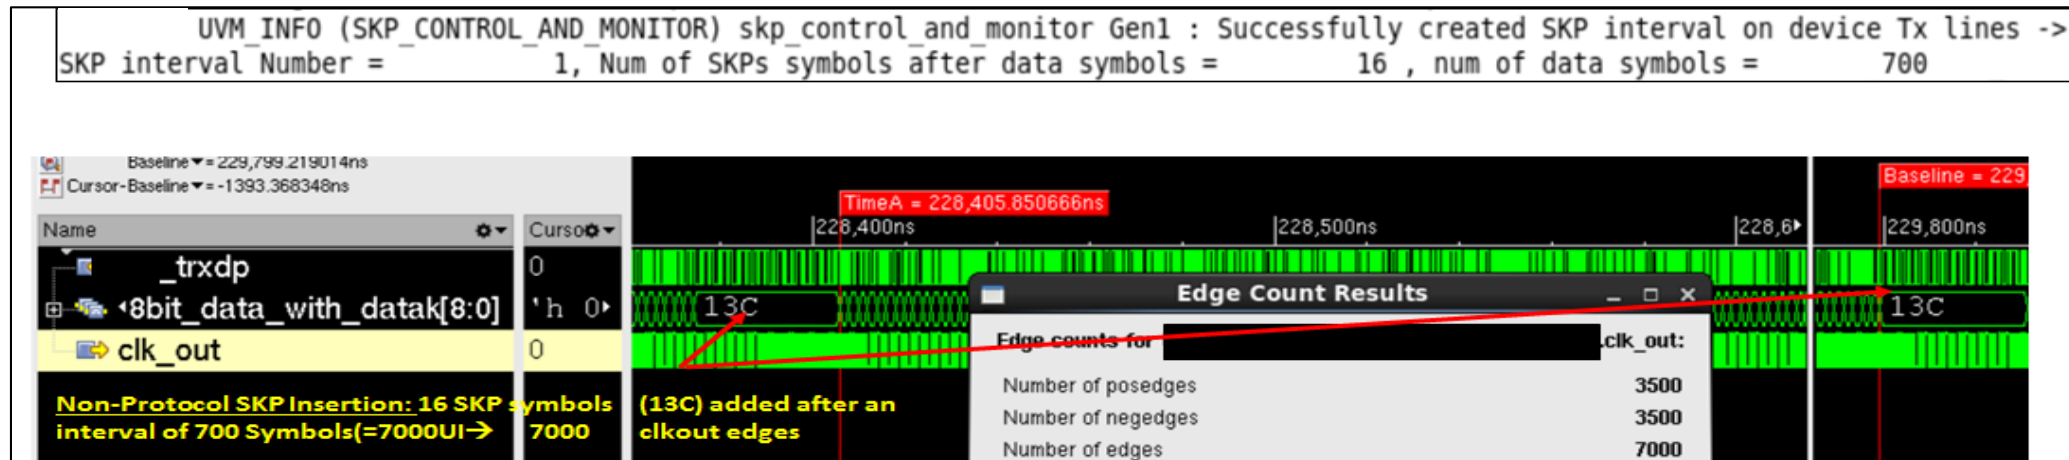 UVM_INFO (SKP_CONTROL_AND_MONITOR) skp_control_and_monitor Gen1 : Successfully created SKP interval on device Tx lines ->
SKP interval Number = 1, Num of SKPs symbols after data symbols = 16 , num of data symbols = 700
Baseline▼= 229,799.219014ns
Cursor-Baseline▼= -1393.368348ns
Baseline = 229,
TimeA = 228,405.850666ns
Name Curso
228,400ns 228,500ns 228,6 229,800ns
_trxdp 0
8bit_data_with_datak[8:0] 'h 0 13C 13C
clk_out 0
Edge Count Results
Edge counts for .clk_out:
Number of posedges 3500
Number of negedges 3500
Number of edges 7000
Non-Protocol SKP Insertion: 16 SKP symbols (13C) added after an
interval of 700 Symbols(=7000UI→ 7000 clkout edges